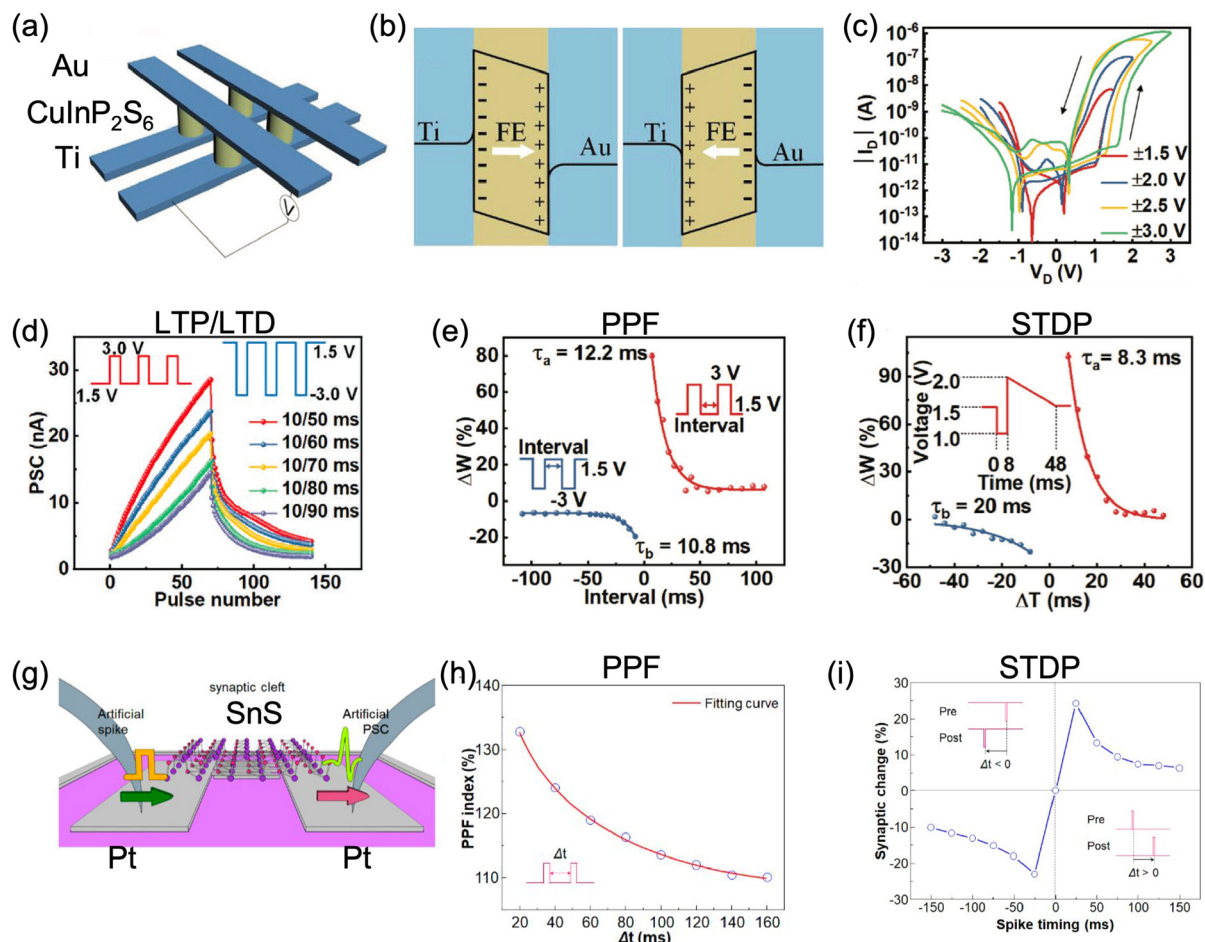 (a)
Au
CuInP2S6
Ti
V
(b)
Ti
FE
Au
Ti
FE
Au
(c)
|ID| (A)
10-6
10-7
10-8
10-9
10-10
10-11
10-12
10-13
10-14
-3 -2 -1 0 1 2 3
VD (V)
±1.5 V
±2.0 V
±2.5 V
±3.0 V
(d)
LTP/LTD
PSC (nA)
30
20
10
0
3.0 V
1.5 V
1.5 V
-3.0 V
10/50 ms
10/60 ms
10/70 ms
10/80 ms
10/90 ms
0 50 100 150
Pulse number
(e)
PPF
ΔW (%)
80
60
40
20
0
-20
τa = 12.2 ms
3 V
1.5 V
Interval
Interval
1.5 V
-3 V
τb = 10.8 ms
-100 -50 0 50 100
Interval (ms)
(f)
STDP
ΔW (%)
90
60
30
0
-30
τa = 8.3 ms
Voltage (V)
2.0
1.5
1.0
0 8 48
Time (ms)
τb = 20 ms
-60 -40 -20 0 20 40 60
ΔT (ms)
(g)
synaptic cleft
SnS
Artificial
spike
Artificial
PSC
Pt
Pt
(h)
PPF
PPF index (%)
140
130
120
110
Fitting curve
Δt
20 40 60 80 100 120 140 160
Δt (ms)
(i)
STDP
Synaptic change (%)
30
20
10
0
-10
-20
-30
Pre
Post
Δt < 0
Pre
Post
Δt > 0
-150 -100 -50 0 50 100 150
Spike timing (ms)